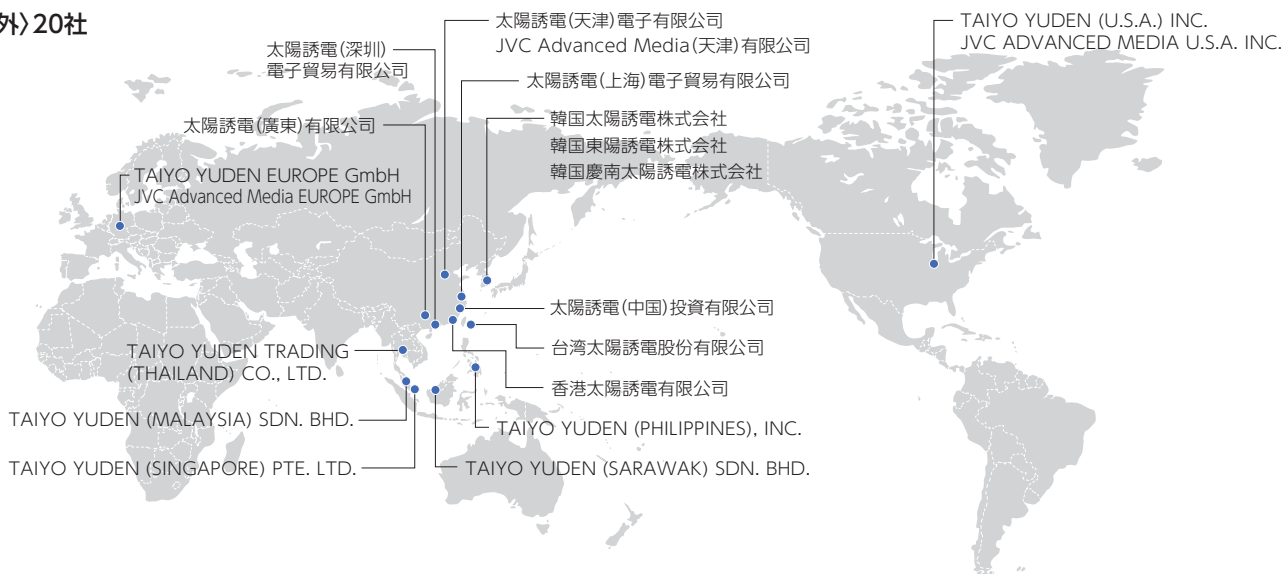 外〉20社
太陽誘電(天津)電子有限公司
JVC Advanced Media(天津)有限公司
TAIYO YUDEN (U.S.A.) INC.
JVC ADVANCED MEDIA U.S.A. INC.
太陽誘電(深圳)
電子貿易有限公司
太陽誘電(上海)電子貿易有限公司
太陽誘電(廣東)有限公司
韓国太陽誘電株式会社
韓国東陽誘電株式会社
韓国慶南太陽誘電株式会社
TAIYO YUDEN EUROPE GmbH
JVC Advanced Media EUROPE GmbH
太陽誘電(中国)投資有限公司
台湾太陽誘電股份有限公司
香港太陽誘電有限公司
TAIYO YUDEN TRADING
(THAILAND) CO., LTD.
TAIYO YUDEN (MALAYSIA) SDN. BHD.
TAIYO YUDEN (PHILIPPINES), INC.
TAIYO YUDEN (SINGAPORE) PTE. LTD.
TAIYO YUDEN (SARAWAK) SDN. BHD.